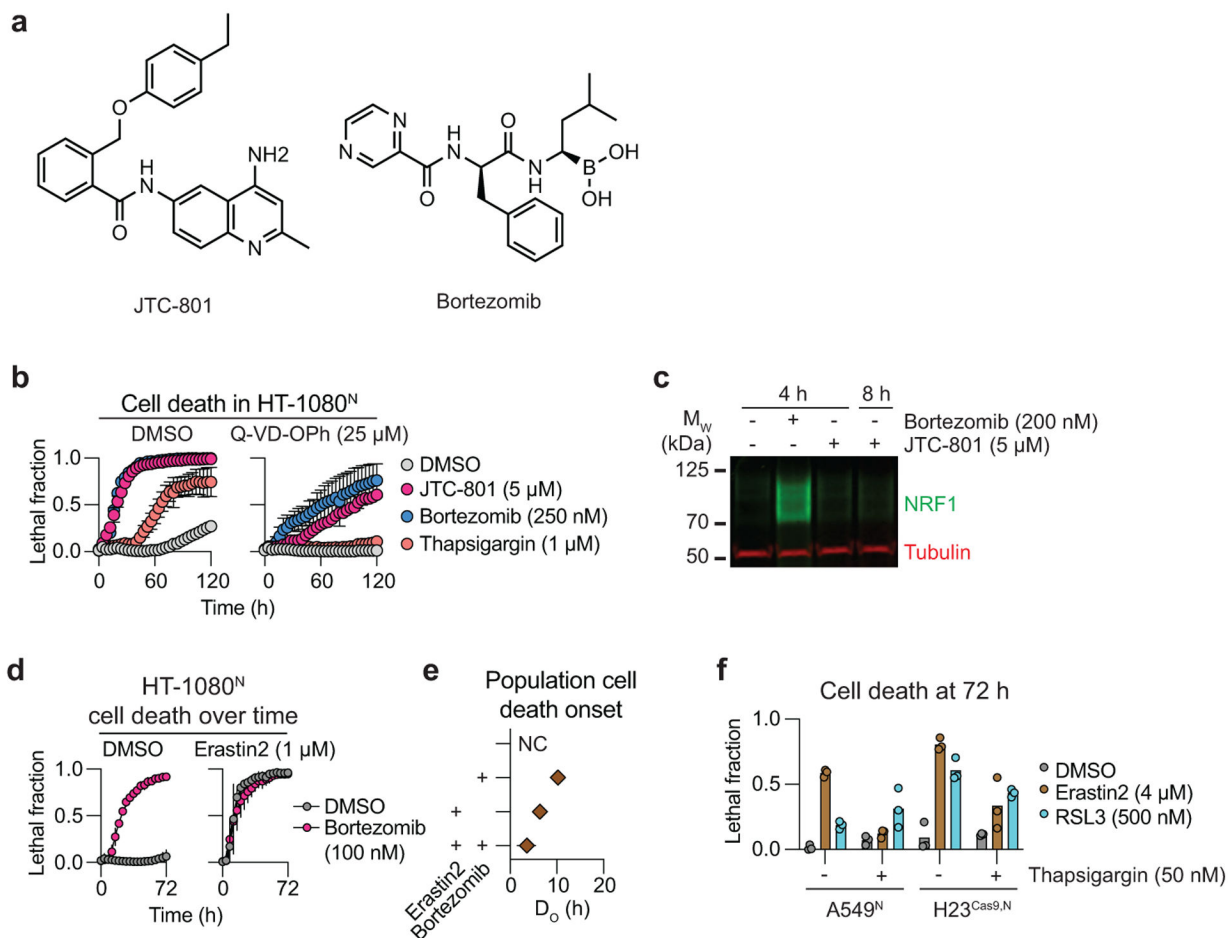 a
O
N
H
O
NH2
N
JTC-801
N
N
H
N
O
O
N
H
B
OH
OH
Bortezomib
b
Cell death in HT-1080N
DMSO
Q-VD-OPh (25 µM)
Lethal fraction
1.0
0.5
0.0
0 60 120
0 60 120
Time (h)
DMSO
JTC-801 (5 µM)
Bortezomib (250 nM)
Thapsigargin (1 µM)
c
4 h
8 h
MW
(kDa)
- + - - Bortezomib (200 nM)
- - + + JTC-801 (5 µM)
125
70
50
NRF1
Tubulin
d
HT-1080N
cell death over time
DMSO
Erastin2 (1 µM)
Lethal fraction
1.0
0.5
0.0
0 72
0 72
Time (h)
DMSO
Bortezomib
(100 nM)
e
Population cell
death onset
NC
+
+
+ +
Erastin2
Bortezomib
0 10 20
DO (h)
f
Cell death at 72 h
Lethal fraction
1.0
0.5
0.0
DMSO
Erastin2 (4 µM)
RSL3 (500 nM)
- + - + Thapsigargin (50 nM)
A549N
H23Cas9,N